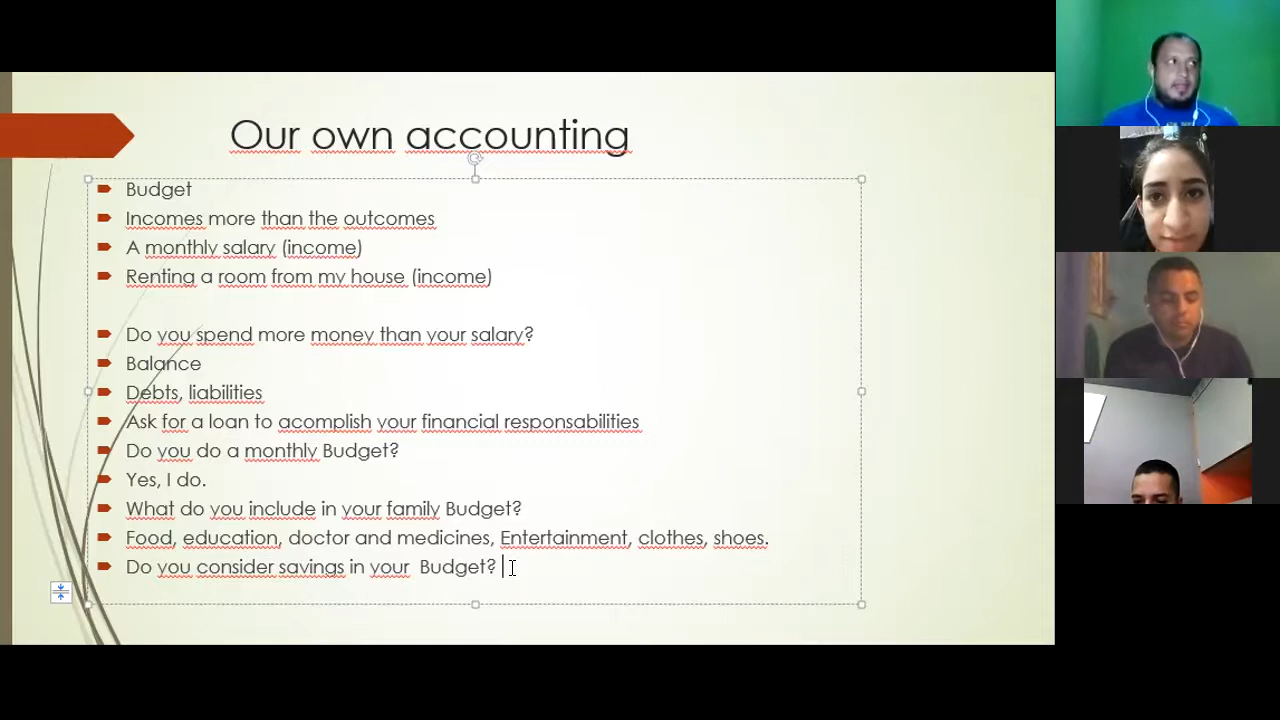 Our own accounting
Budget
Incomes more than the outcomes
A monthly salary (income)
Renting a room from my house (income)
Do you spend more money than your salary?
Balance
Debts, liabilities
Ask for a loan to acomplish your financial responsabilities
Do you do a monthly Budget?
Yes, I do.
What do you include in your family Budget?
Food, education, doctor and medicines, Entertainment, clothes, shoes.
Do you consider savings in your  Budget?